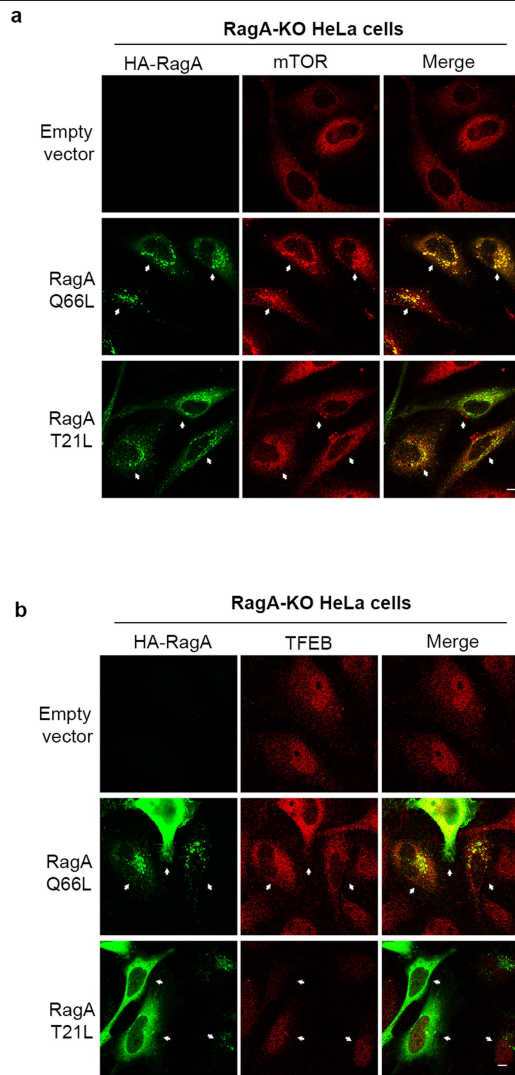 a
RagA-KO HeLa cells
HA-RagA mTOR Merge
Empty
vector
RagA
Q66L
RagA
T21L
b
RagA-KO HeLa cells
HA-RagA TFEB Merge
Empty
vector
RagA
Q66L
RagA
T21L